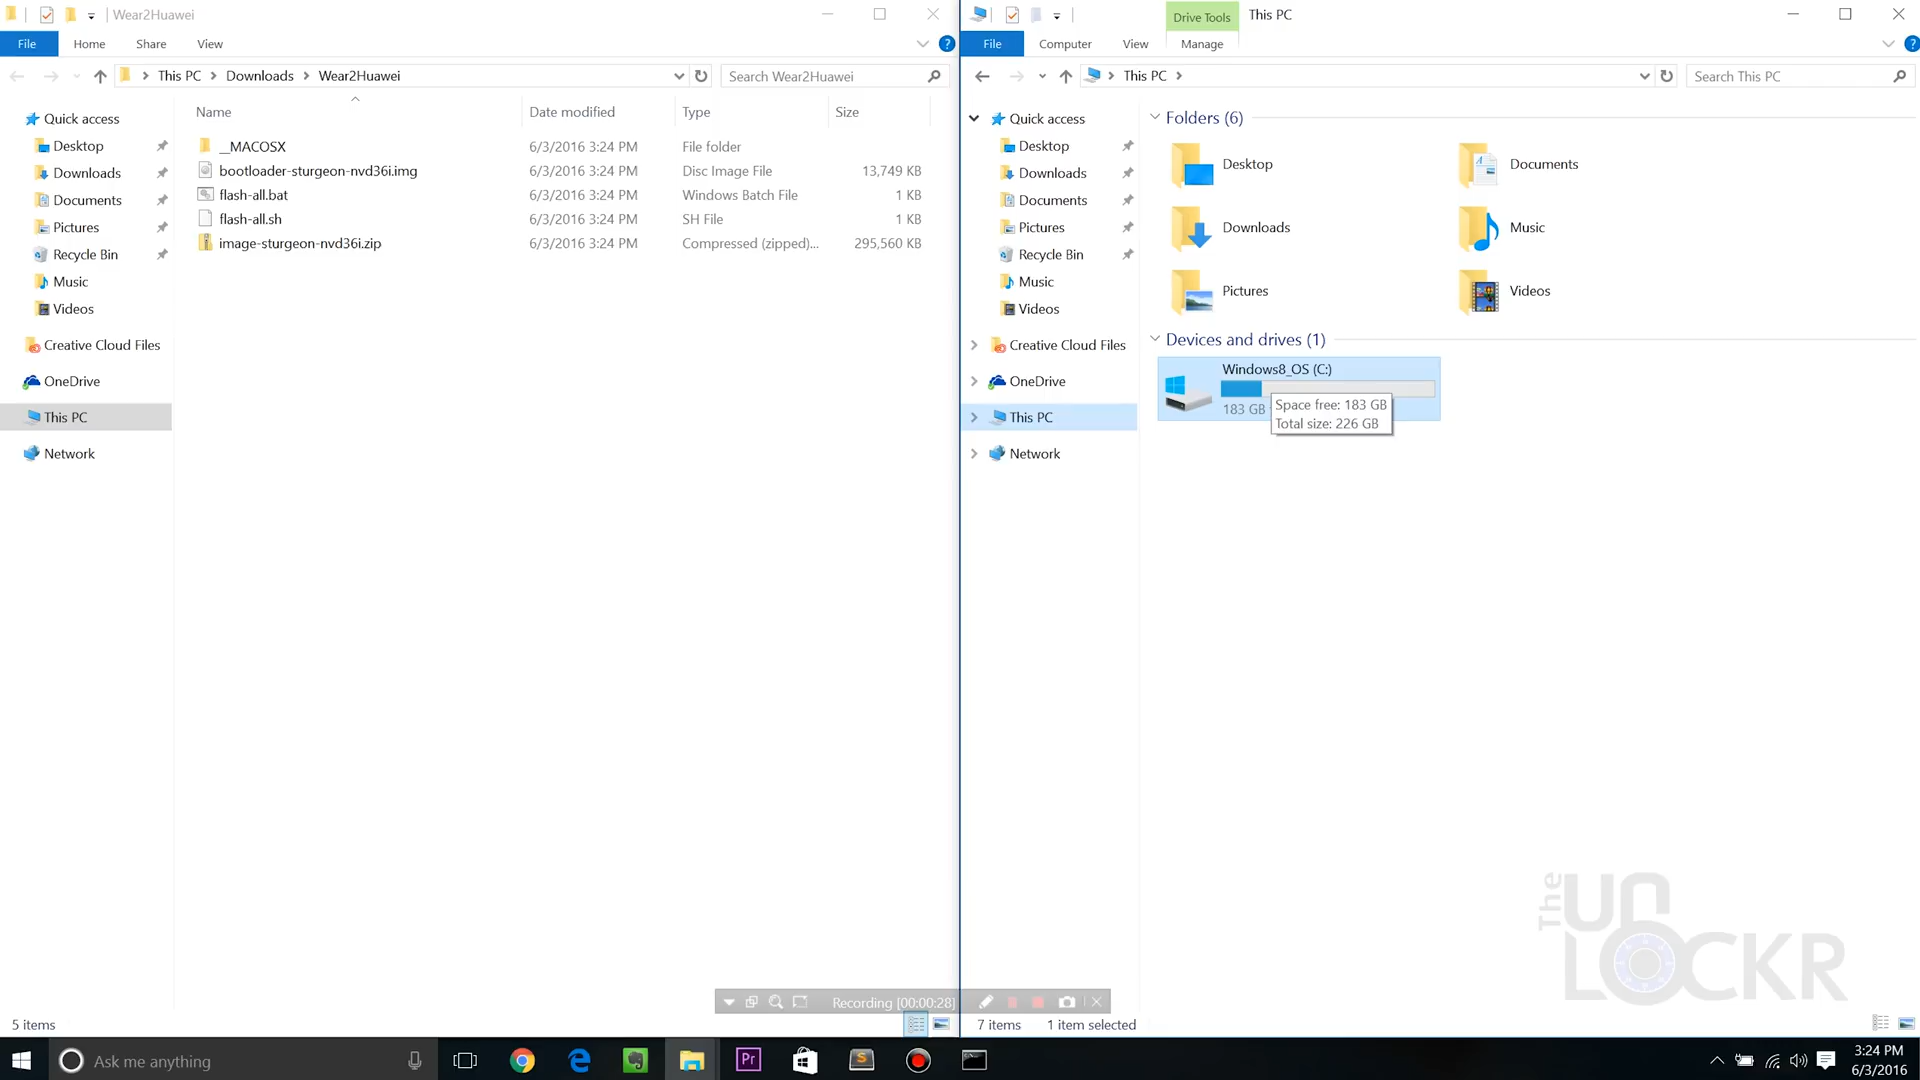 Wear2Huawei
File Home Share View
This PC Downloads Wear2Huawei
Search Wear2Huawei
Quick access
Desktop
Downloads
Documents
Pictures
Recycle Bin
Music
Videos
Creative Cloud Files
OneDrive
This PC
Network
Name Date modified Type Size
__MACOSX 6/3/2016 3:24 PM File folder
bootloader-sturgeon-nvd36i.img 6/3/2016 3:24 PM Disc Image File 13,749 KB
flash-all.bat 6/3/2016 3:24 PM Windows Batch File 1 KB
flash-all.sh 6/3/2016 3:24 PM SH File 1 KB
image-sturgeon-nvd36i.zip 6/3/2016 3:24 PM Compressed (zipped)... 295,560 KB
5 items
Drive Tools This PC
File Computer View Manage
This PC
Search This PC
Quick access
Desktop
Downloads
Documents
Pictures
Recycle Bin
Music
Videos
Creative Cloud Files
OneDrive
This PC
Network
Folders (6)
Desktop Documents
Downloads Music
Pictures Videos
Devices and drives (1)
Windows8_OS (C:)
183 GB
Space free: 183 GB
Total size: 226 GB
The UNLOCKR
Recording [00:00:28]
7 items 1 item selected
Ask me anything
Pr
S
3:24 PM
6/3/2016